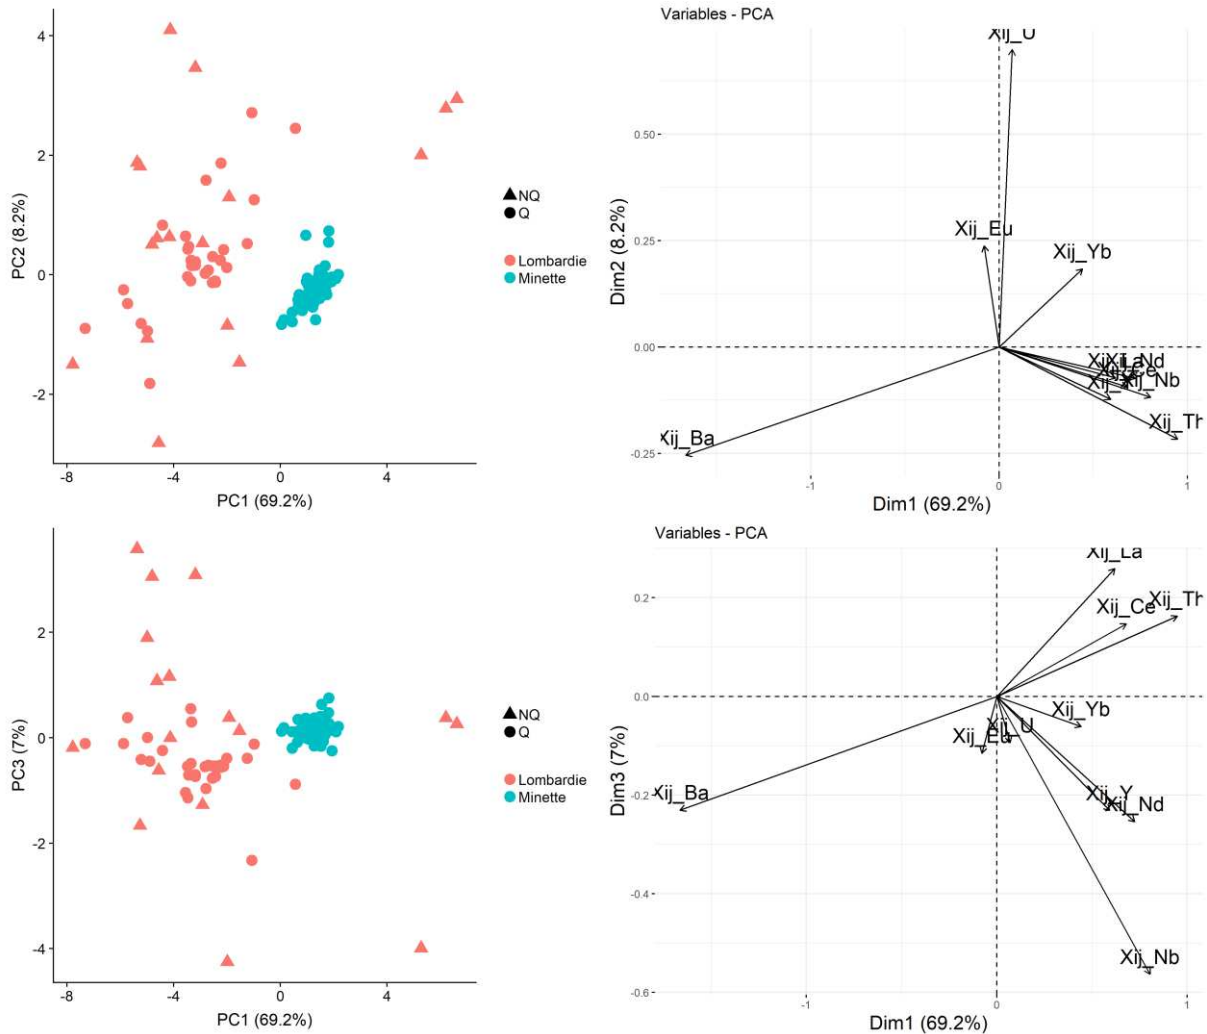 Variables - PCA
4
2
0
-2
PC2 (8.2%)
-8
-4
0
4
PC1 (69.2%)
NQ
Q
Lombardie
Minette
Xij_U
Xij_Eu
Xij_Yb
Xij_La
Xij_Nd
Xij_Ce
Xij_Y
Xij_Nb
Xij_Th
Xij_Ba
0.50
0.25
0.00
-0.25
Dim2 (8.2%)
-1
0
1
Dim1 (69.2%)
Variables - PCA
2
0
-2
-4
PC3 (7%)
-8
-4
0
4
PC1 (69.2%)
NQ
Q
Lombardie
Minette
Xij_La
Xij_Ce
Xij_Th
Xij_Yb
Xij_U
Xij_Eu
Xij_Ba
Xij_Y
Xij_Nd
Xij_Nb
0.2
0.0
-0.2
-0.4
-0.6
Dim3 (7%)
-1
0
1
Dim1 (69.2%)